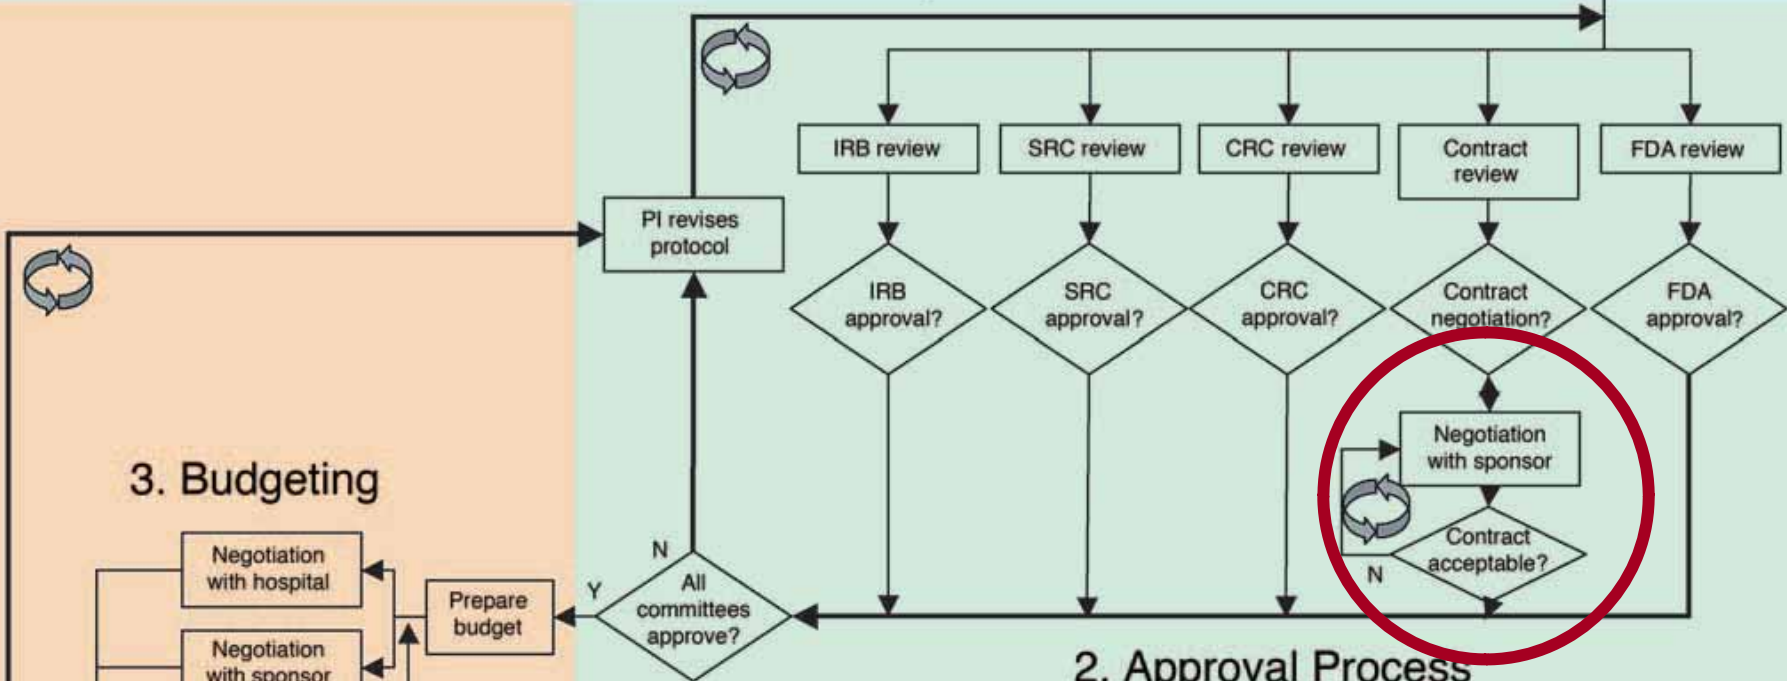 IRB review
SRC review
CRC review
Contract
review
FDA review
PI revises
protocol
IRB
approval?
SRC
approval?
CRC
approval?
Contract
negotiation?
FDA
approval?
Negotiation
with sponsor
Contract
acceptable?
N
3. Budgeting
Negotiation
with hospital
Prepare
budget
Y
N
All
committees
approve?
Negotiation
with sponsor
2. Approval Process